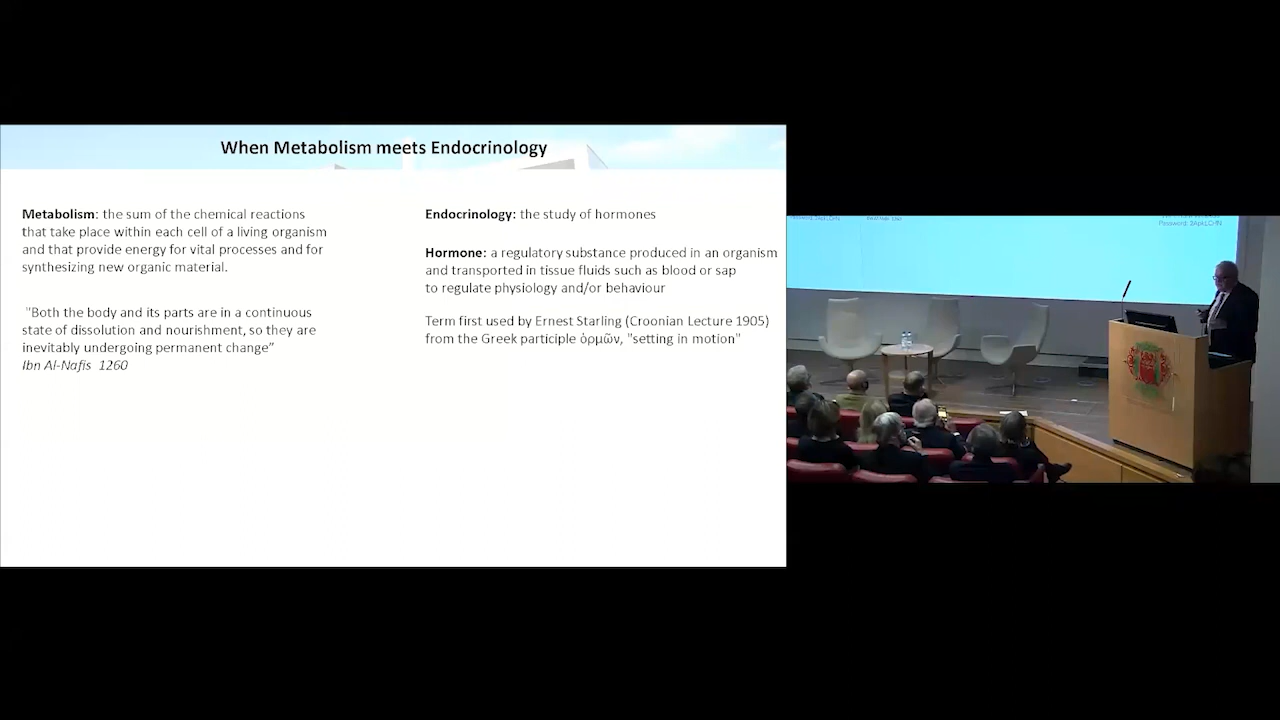 When Metabolism meets Endocrinology
Metabolism: the sum of the chemical reactions
that take place within each cell of a living organism
and that provide energy for vital processes and for
synthesizing new organic material.
"Both the body and its parts are in a continuous
state of dissolution and nourishment, so they are
inevitably undergoing permanent change”
Ibn Al-Nafis 1260
Endocrinology: the study of hormones
Hormone: a regulatory substance produced in an organism
and transported in tissue fluids such as blood or sap
to regulate physiology and/or behaviour
Term first used by Ernest Starling (Croonian Lecture 1905)
from the Greek participle ὁρμῶν, "setting in motion"